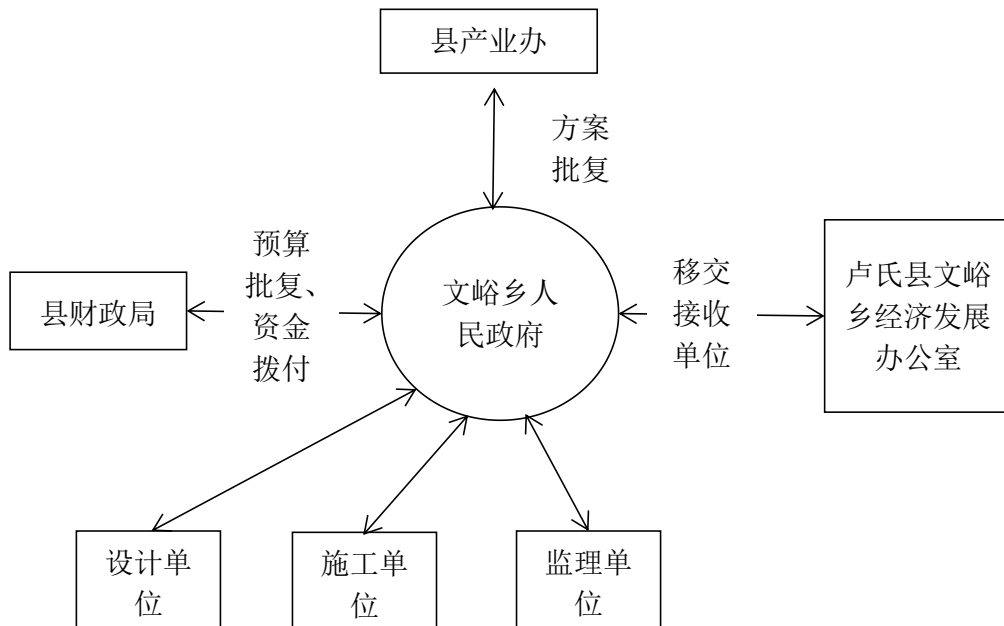 县产业办
方案
批复
预算
批复、
资金
拨付
县财政局
文峪乡人
民政府
移交
接收
单位
卢氏县文峪
乡经济发展
办公室
设计单
位
施工单
位
监理单
位